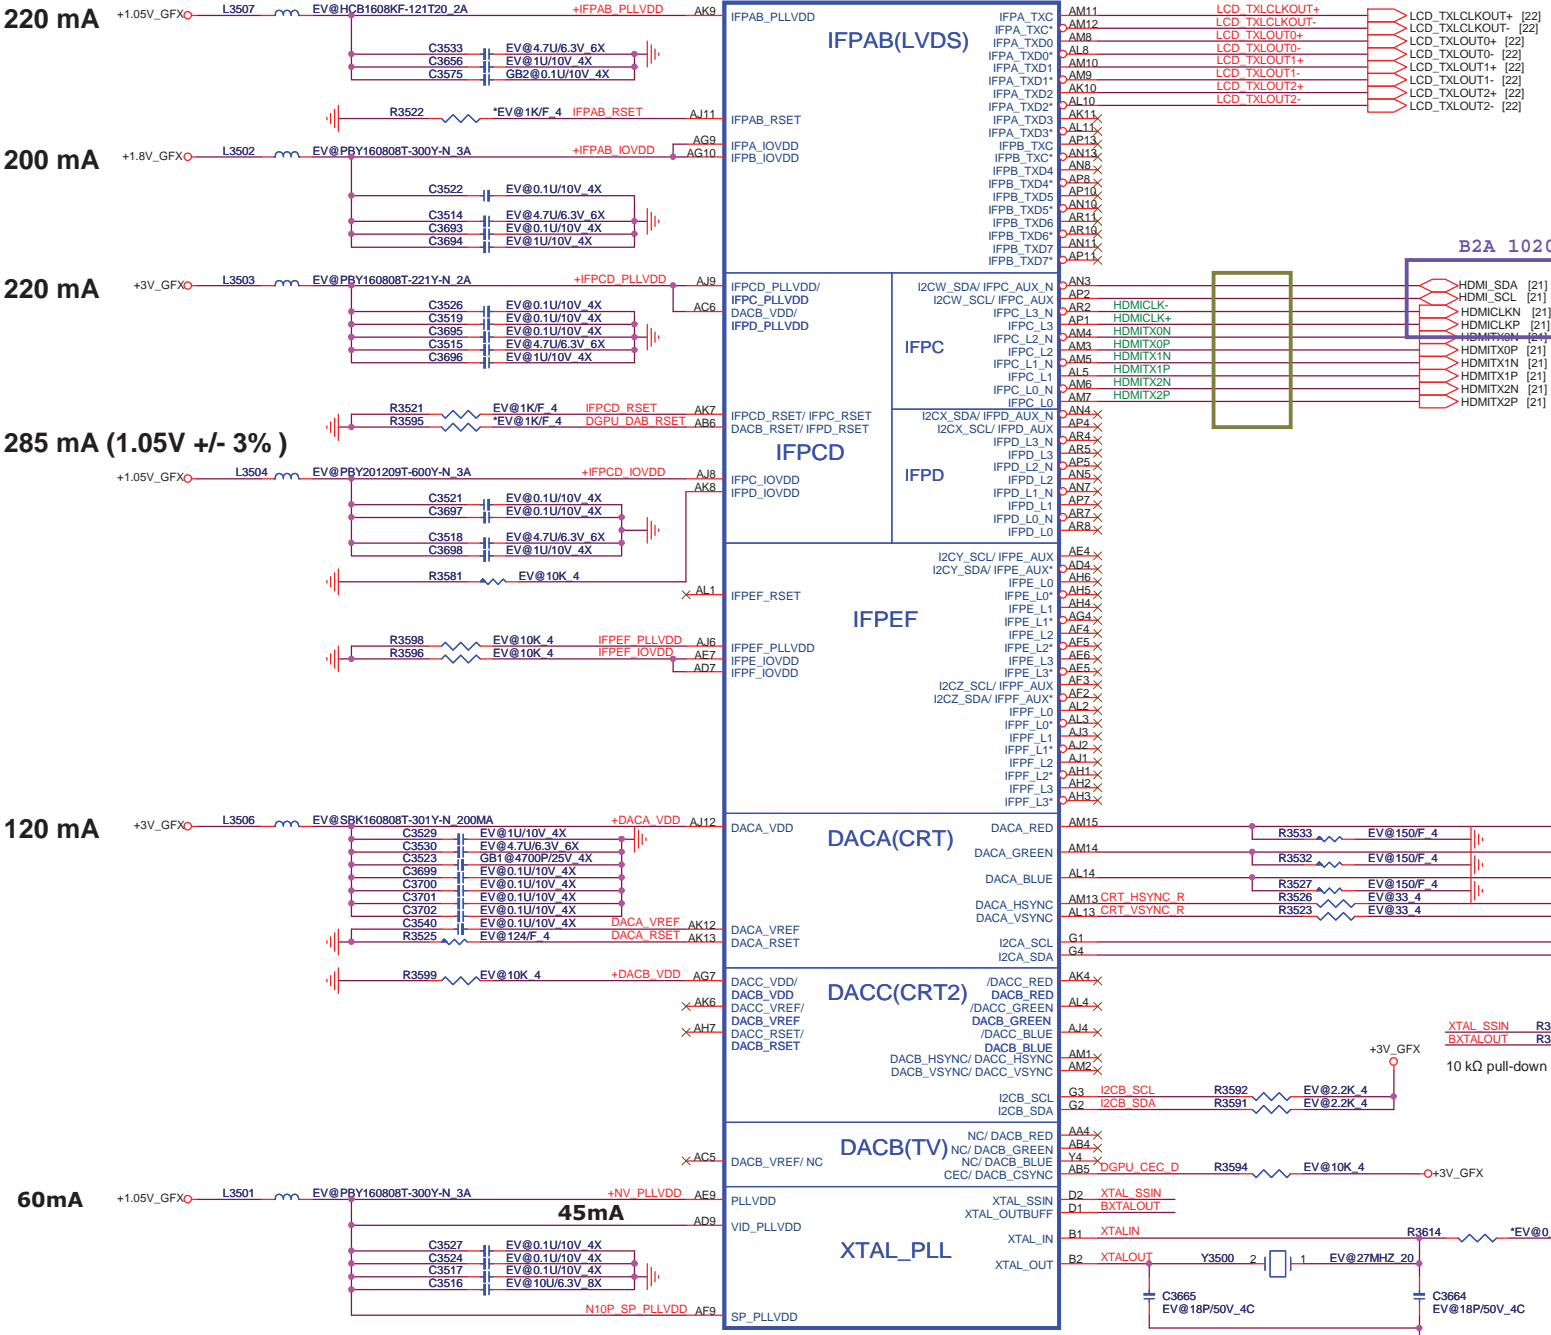 220 mA
+1.05V_GFX L3507 EV@HCB1608KF-121T20_2A +IFPAB_PLLVDD AK9 IFPAB_PLLVDD
C3533 EV@4.7U/6.3V_6X
C3656 EV@1U/10V_4X
C3575 GB2@0.1U/10V_4X
R3522 *EV@1K/F_4 IFPAB_RSET AJ11 IFPAB_RSET
200 mA
+1.8V_GFX L3502 EV@PBY160808T-300Y-N_3A +IFPAB_IOVDD
AG9 IFPA_IOVDD
AG10 IFPB_IOVDD
C3522 EV@0.1U/10V_4X
C3514 EV@4.7U/6.3V_6X
C3693 EV@0.1U/10V_4X
C3694 EV@1U/10V_4X
IFPAB(LVDS)
IFPA_TXC AM11 LCD_TXLCLKOUT+ LCD_TXLCLKOUT+ [22]
IFPA_TXC* AM12 LCD_TXLCLKOUT- LCD_TXLCLKOUT- [22]
IFPA_TXD0 AM8 LCD_TXLOUT0+ LCD_TXLOUT0+ [22]
IFPA_TXD0* AL8 LCD_TXLOUT0- LCD_TXLOUT0- [22]
IFPA_TXD1 AM10 LCD_TXLOUT1+ LCD_TXLOUT1+ [22]
IFPA_TXD1* AM9 LCD_TXLOUT1- LCD_TXLOUT1- [22]
IFPA_TXD2 AK10 LCD_TXLOUT2+ LCD_TXLOUT2+ [22]
IFPA_TXD2* AL10 LCD_TXLOUT2- LCD_TXLOUT2- [22]
IFPA_TXD3 AK11
IFPA_TXD3* AL11
IFPB_TXC AP13
IFPB_TXC* AN13
IFPB_TXD4 AN8
IFPB_TXD4* AP8
IFPB_TXD5 AP10
IFPB_TXD5* AN10
IFPB_TXD6 AR11
IFPB_TXD6* AR10
IFPB_TXD7 AN11
IFPB_TXD7* AP11
220 mA
+3V_GFX L3503 EV@PBY160808T-221Y-N_2A +IFPCD_PLLVDD AJ9 IFPCD_PLLVDD/
IFPC_PLLVDD
AC6 DACB_VDD/
IFPD_PLLVDD
C3526 EV@0.1U/10V_4X
C3519 EV@0.1U/10V_4X
C3695 EV@0.1U/10V_4X
C3515 EV@4.7U/6.3V_6X
C3696 EV@1U/10V_4X
R3521 EV@1K/F_4 IFPCD_RSET AK7 IFPCD_RSET/ IFPC_RSET
R3595 *EV@1K/F_4 DGPU_DAB_RSET AB6 DACB_RSET/ IFPD_RSET
285 mA (1.05V +/- 3% )
+1.05V_GFX L3504 EV@PBY201209T-600Y-N_3A +IFPCD_IOVDD AJ8 IFPC_IOVDD
AK8 IFPD_IOVDD
C3521 EV@0.1U/10V_4X
C3697 EV@0.1U/10V_4X
C3518 EV@4.7U/6.3V_6X
C3698 EV@1U/10V_4X
R3581 EV@10K_4
IFPCD
B2A 1020
IFPC
I2CW_SDA/ IFPC_AUX_N AN3 HDMI_SDA [21]
I2CW_SCL/ IFPC_AUX AP2 HDMI_SCL [21]
IFPC_L3_N AR2 HDMICLK- HDMICLKN [21]
IFPC_L3 AP1 HDMICLK+ HDMICLKP [21]
IFPC_L2_N AM4 HDMITX0N HDMITX0N [21]
IFPC_L2 AM3 HDMITX0P HDMITX0P [21]
IFPC_L1_N AM5 HDMITX1N HDMITX1N [21]
IFPC_L1 AL5 HDMITX1P HDMITX1P [21]
IFPC_L0_N AM6 HDMITX2N HDMITX2N [21]
IFPC_L0 AM7 HDMITX2P HDMITX2P [21]
IFPD
I2CX_SDA/ IFPD_AUX_N AN4
I2CX_SCL/ IFPD_AUX AP4
IFPD_L3_N AR4
IFPD_L3 AR5
IFPD_L2_N AP5
IFPD_L2 AN5
IFPD_L1_N AN7
IFPD_L1 AP7
IFPD_L0_N AR7
IFPD_L0 AR8
AL1 IFPEF_RSET
R3598 EV@10K_4 IFPEF_PLLVDD AJ6 IFPEF_PLLVDD
R3596 EV@10K_4 IFPEF_IOVDD AE7 IFPE_IOVDD
AD7 IFPF_IOVDD
IFPEF
I2CY_SCL/ IFPE_AUX AE4
I2CY_SDA/ IFPE_AUX* AD4
IFPE_L0 AH6
IFPE_L0* AH5
IFPE_L1 AH4
IFPE_L1* AG4
IFPE_L2 AF4
IFPE_L2* AF5
IFPE_L3 AE6
IFPE_L3* AE5
I2CZ_SCL/ IFPF_AUX AF3
I2CZ_SDA/ IFPF_AUX* AF2
IFPF_L0 AL2
IFPF_L0* AL3
IFPF_L1 AJ3
IFPF_L1* AJ2
IFPF_L2 AJ1
IFPF_L2* AH1
IFPF_L3 AH2
IFPF_L3* AH3
120 mA
+3V_GFX L3506 EV@SBK160808T-301Y-N_200MA +DACA_VDD AJ12 DACA_VDD
C3529 EV@1U/10V_4X
C3530 EV@4.7U/6.3V_6X
C3523 GB1@4700P/25V_4X
C3699 EV@0.1U/10V_4X
C3700 EV@0.1U/10V_4X
C3701 EV@0.1U/10V_4X
C3702 EV@0.1U/10V_4X
C3540 EV@0.1U/10V_4X DACA_VREF AK12 DACA_VREF
R3525 EV@124/F_4 DACA_RSET AK13 DACA_RSET
DACA(CRT)
DACA_RED AM15 R3533 EV@150/F_4
DACA_GREEN AM14 R3532 EV@150/F_4
DACA_BLUE AL14 R3527 EV@150/F_4
DACA_HSYNC AM13 CRT_HSYNC_R R3526 EV@33_4
DACA_VSYNC AL13 CRT_VSYNC_R R3523 EV@33_4
I2CA_SCL G1
I2CA_SDA G4
R3599 EV@10K_4 +DACB_VDD AG7 DACC_VDD/
DACB_VDD
AK6 DACC_VREF/
DACB_VREF
AH7 DACC_RSET/
DACB_RSET
DACC(CRT2)
/DACC_RED AK4
DACB_RED
/DACC_GREEN AL4
DACB_GREEN
/DACC_BLUE AJ4
DACB_BLUE
DACB_HSYNC/ DACC_HSYNC AM1
DACB_VSYNC/ DACC_VSYNC AM2
XTAL_SSIN R3
BXTALOUT R3
10 kΩ pull-down
+3V_GFX
I2CB_SCL G3 I2CB_SCL R3592 EV@2.2K_4
I2CB_SDA G2 I2CB_SDA R3591 EV@2.2K_4
AC5 DACB_VREF/ NC
DACB(TV)
NC/ DACB_RED AA4
NC/ DACB_GREEN AB4
NC/ DACB_BLUE Y4
CEC/ DACB_CSYNC AB5 DGPU_CEC_D R3594 EV@10K_4 +3V_GFX
60mA
+1.05V_GFX L3501 EV@PBY160808T-300Y-N_3A +NV_PLLVDD AE9 PLLVDD
45mA
AD9 VID_PLLVDD
C3527 EV@0.1U/10V_4X
C3524 EV@0.1U/10V_4X
C3517 EV@0.1U/10V_4X
C3516 EV@10U/6.3V_8X
N10P_SP_PLLVDD AF9 SP_PLLVDD
XTAL_PLL
XTAL_SSIN D2 XTAL_SSIN
XTAL_OUTBUFF D1 BXTALOUT
XTAL_IN B1 XTALIN R3614 *EV@0
XTAL_OUT B2 XTALOUT Y3500 2 1 EV@27MHZ_20
C3665
EV@18P/50V_4C
C3664
EV@18P/50V_4C